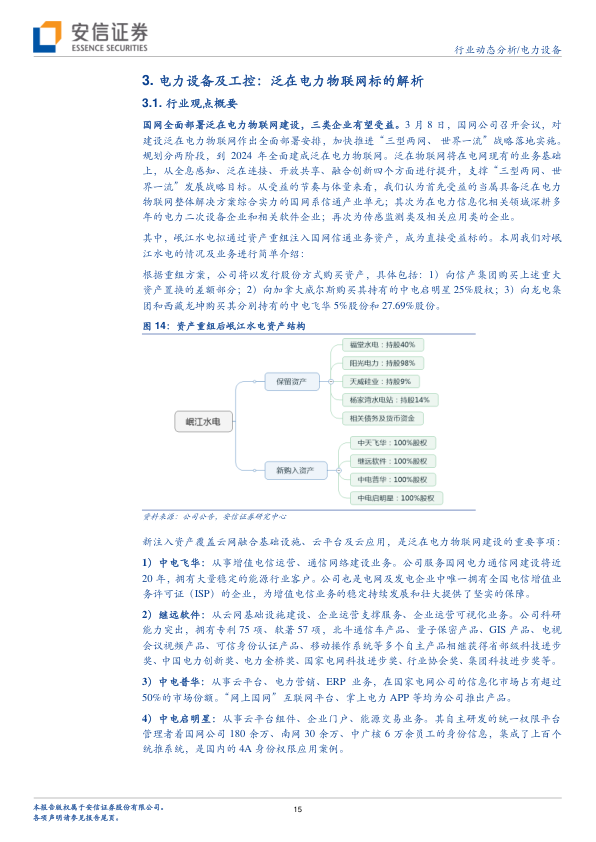 安信证券
ESSENCE SECURITIES
行业动态分析/电力设备
3. 电力设备及工控：泛在电力物联网标的解析
3.1. 行业观点概要
国网全面部署泛在电力物联网建设，三类企业有望受益。3 月 8 日，国网公司召开会议，对
建设泛在电力物联网作出全面部署安排，加快推进“三型两网、 世界一流”战略落地实施。
规划分两阶段，到 2024 年全面建成泛在电力物联网。泛在物联网将在电网现有的业务基础
上，从全息感知、泛在连接、开放共享、融合创新四个方面进行提升，支撑“三型两网、世
界一流”发展战略目标。从受益的节奏与体量来看，我们认为首先受益的当属具备泛在电力
物联网整体解决方案综合实力的国网系信通产业单元；其次为在电力信息化相关领域深耕多
年的电力二次设备企业和相关软件企业；再次为传感监测类及相关应用类的企业。
其中，岷江水电拟通过资产重组注入国网信通业务资产，成为直接受益标的。本周我们对岷
江水电的情况及业务进行简单介绍：
根据重组方案，公司将以发行股份方式购买资产，具体包括：1）向信产集团购买上述重大
资产置换的差额部分；2）向加拿大威尔斯购买其持有的中电启明星 25%股权；3）向龙电集
团和西藏龙坤购买其分别持有的中电飞华 5%股份和 27.69%股份。
图 14：资产重组后岷江水电资产结构
岷江水电
保留资产
福堂水电：持股40%
阳光电力：持股98%
天威硅业：持股9%
杨家湾水电站：持股14%
相关债务及货币资金
新购入资产
中天飞华：100%股权
继远软件：100%股权
中电普华：100%股权
中电启明星：100%股权
资料来源：公司公告，安信证券研究中心
新注入资产覆盖云网融合基础设施、云平台及云应用，是泛在电力物联网建设的重要事项：
1）中电飞华：从事增值电信运营、通信网络建设业务。公司服务国网电力通信网建设将近
20 年，拥有大量稳定的能源行业客户。公司也是电网及发电企业中唯一拥有全国电信增值业
务许可证（ISP）的企业，为增值电信业务的稳定持续发展和壮大提供了坚实的保障。
2）继远软件：从云网基础设施建设、企业运营支撑服务、企业运营可视化业务。公司科研
能力突出，拥有专利 75 项、软著 57 项，北斗通信车产品、量子保密产品、GIS 产品、电视
会议视频产品、可信身份认证产品、移动操作系统等多个自主产品相继获得省部级科技进步
奖、中国电力创新奖、电力金桥奖、国家电网科技进步奖、行业协会奖、集团科技进步奖等。
3）中电普华：从事云平台、电力营销、ERP 业务，在国家电网公司的信息化市场占有超过
50%的市场份额。“网上国网”互联网平台、掌上电力 APP 等均为公司推出产品。
4）中电启明星：从事云平台组件、企业门户、能源交易业务。其自主研发的统一权限平台
管理者着国网公司 180 余万、南网 30 余万、中广核 6 万余员工的身份信息，集成了上百个
统推系统，是国内的 4A 身份权限应用案例。
本报告版权属于安信证券股份有限公司。
各项声明请参见报告尾页。
15